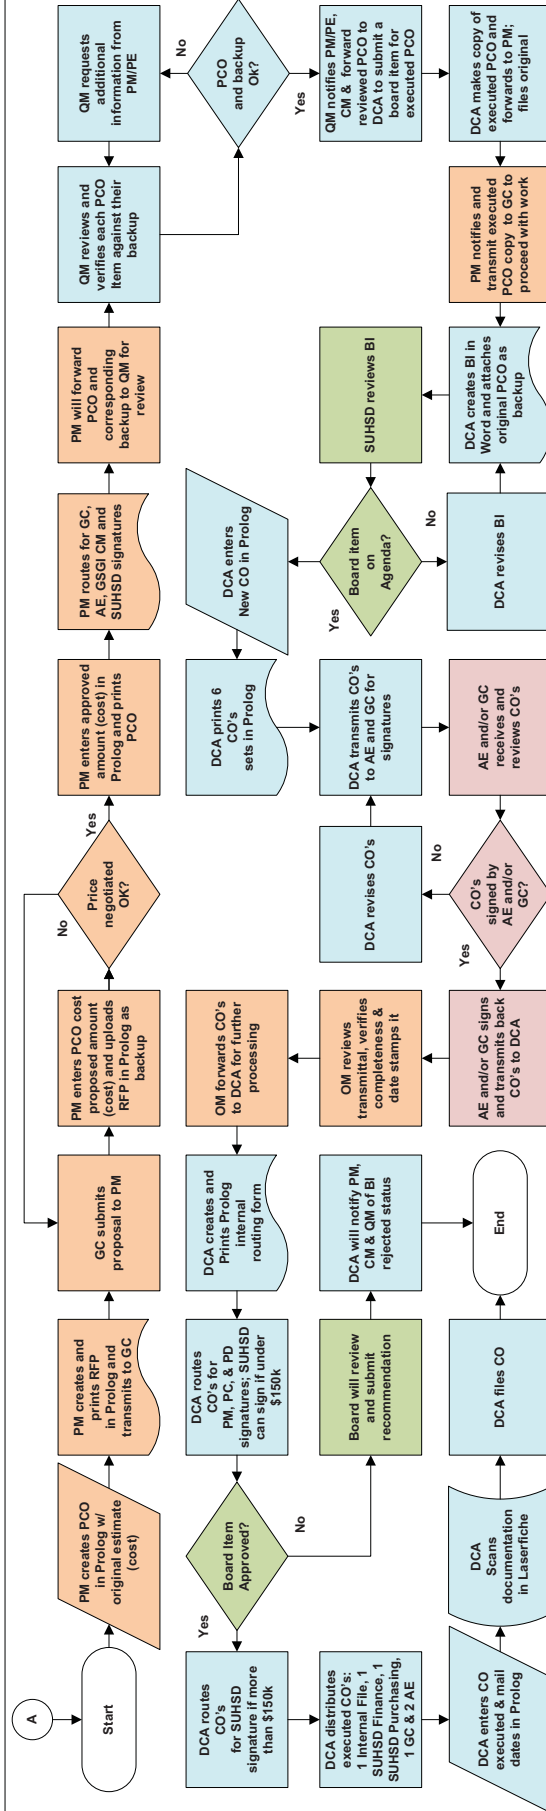 A
Start
PM creates PCO
in Prolog w/
original estimate
(cost)
PM creates and
prints RFP
in Prolog and
transmits to GC
GC submits
proposal to PM
PM enters PCO cost
proposed amount
(cost) and uploads
RFP in Prolog as
backup
Price
negotiated
OK?
No
Yes
PM enters approved
amount (cost) in
Prolog and prints
PCO
PM routes for GC,
AE, GSGI CM and
SUHSD signatures
PM will forward
PCO and
corresponding
backup to QM for
review
QM reviews and
verifies each PCO
Item against their
backup
QM requests
additional
information from
PM/PE
No
PCO
and backup
Ok?
Yes
QM notifies PM/PE,
CM & forward
reviewed PCO to
DCA to submit a
board item for
executed PCO
DCA makes copy of
executed PCO and
forwards to PM;
files original
PM notifies and
transmit executed
PCO copy to GC to
proceed with work
DCA creates BI in
Word and attaches
original PCO as
backup
SUHSD reviews BI
Board item
on
Agenda?
No
Yes
DCA revises BI
DCA enters
New CO in Prolog
DCA prints 6
CO's
sets in Prolog
DCA transmits CO's
to AE and GC for
signatures
AE and/or GC
receives and
reviews CO's
CO's
signed by
AE and/or
GC?
No
Yes
DCA revises CO's
AE and/or GC signs
and transmits back
CO's to DCA
OM reviews
transmittal, verifies
completeness &
date stamps it
OM forwards CO's
to DCA for further
processing
DCA creates and
Prints Prolog
internal
routing form
DCA routes
CO's for
PM, PC, & PD
signatures; SUHSD
can sign if under
$150k
Board Item
Approved?
No
Yes
Board will review
and submit
recommendation
DCA will notify PM,
CM & QM of BI
rejected status
DCA routes
CO's
for SUHSD
signature if more
than $150k
DCA distributes
executed CO's:
1 Internal File, 1
SUHSD Finance, 1
SUHSD Purchasing,
1 GC & 2 AE
DCA enters CO
executed & mail
dates in Prolog
DCA
Scans
documentation
in Laserfiche
DCA files CO
End